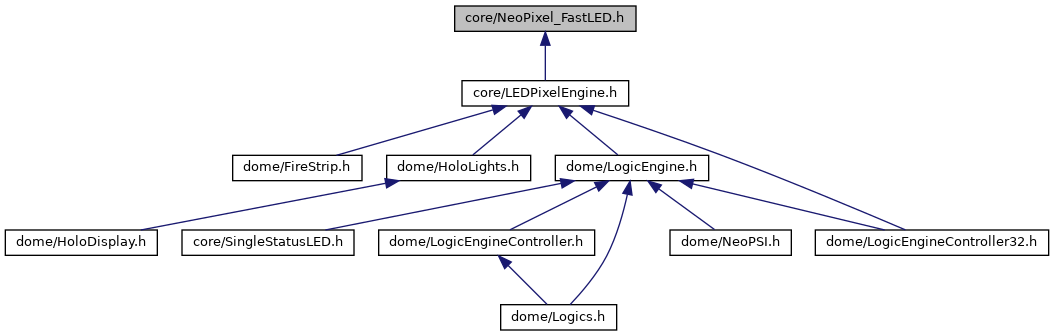 core/NeoPixel_FastLED.h
core/LEDPixelEngine.h
dome/FireStrip.h
dome/HoloLights.h
dome/LogicEngine.h
dome/HoloDisplay.h
core/SingleStatusLED.h
dome/LogicEngineController.h
dome/NeoPSI.h
dome/LogicEngineController32.h
dome/Logics.h